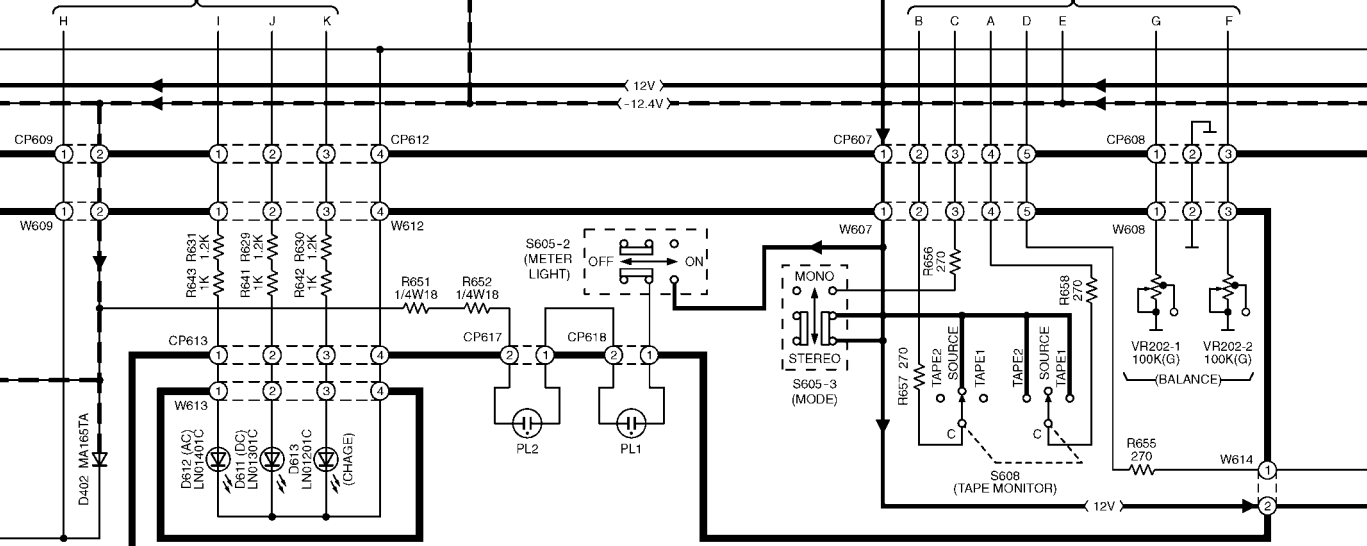 H I J K B C A D E G F
12V
-12.4V
CP609 CP612 CP607 CP608
1 2 1 2 3 4 1 2 3 4 5 1 2 3
1 2 1 2 3 4 1 2 3 4 5 1 2 3
W609 W612 W607 W608
R631 1.2K
R629 1.2K
R630 1.2K
R643 1K
R641 1K
R642 1K
S605-2
(METER
LIGHT)
OFF ON
R656
270
MONO
R658
270
R651
1/4W18
R652
1/4W18
STEREO
S605-3
(MODE)
VR202-1
100K(G)
VR202-2
100K(G)
(BALANCE)
CP613 CP617 CP618
1 2 3 4 2 1 2 1
1 2 3 4
W613
R657 270
TAPE2
SOURCE
TAPE1
TAPE2
SOURCE
TAPE1
C C
PL2 PL1
D402 MA165TA
D612 (AC)
LN01401C
D611 (DC)
LN01301C
D613
LN01201C
(CHAGE)
R655
270
W614
1
S608
(TAPE MONITOR)
12V
2